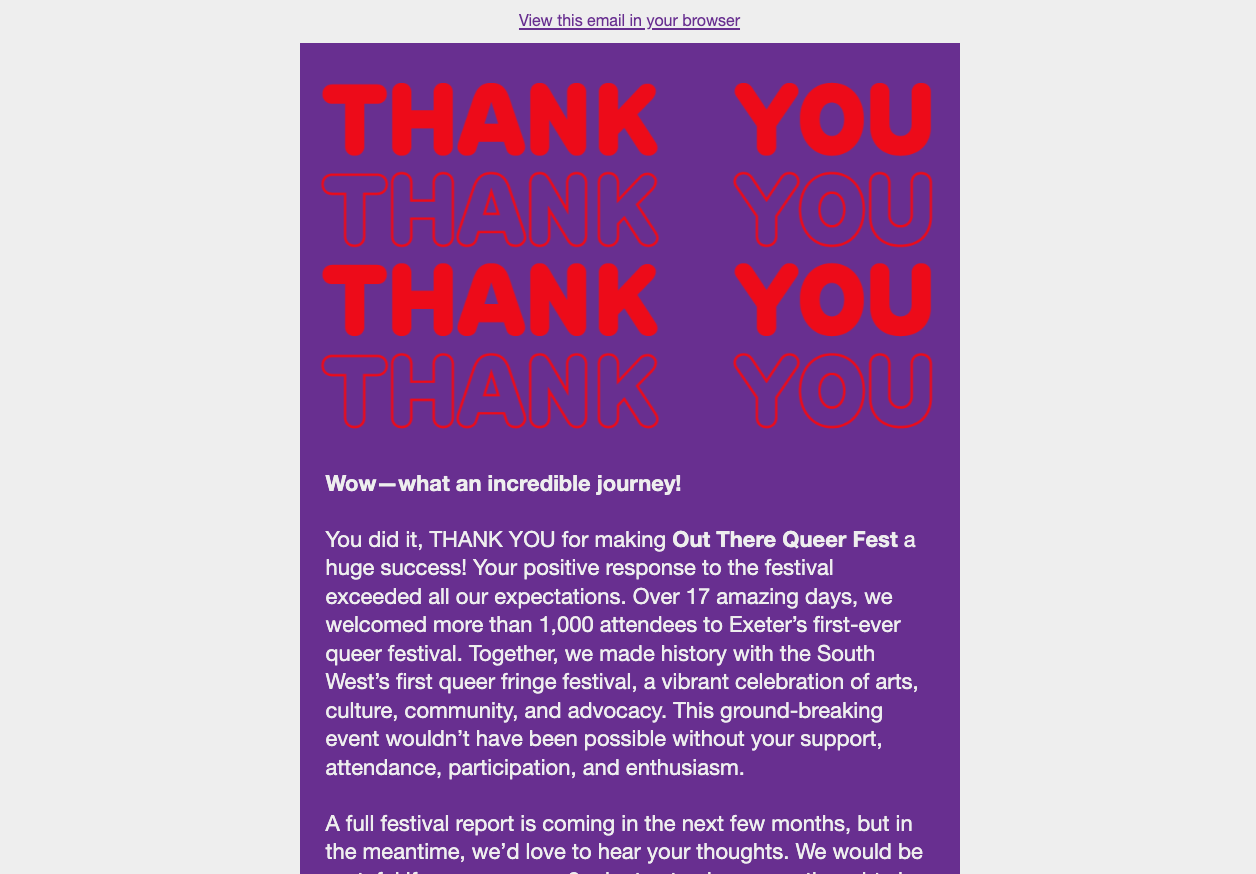 View this email in your browser
THANK YOU
THANK YOU
THANK YOU
THANK YOU
Wow—what an incredible journey!
You did it, THANK YOU for making Out There Queer Fest a
huge success! Your positive response to the festival
exceeded all our expectations. Over 17 amazing days, we
welcomed more than 1,000 attendees to Exeter’s first-ever
queer festival. Together, we made history with the South
West’s first queer fringe festival, a vibrant celebration of arts,
culture, community, and advocacy. This ground-breaking
event wouldn’t have been possible without your support,
attendance, participation, and enthusiasm.
A full festival report is coming in the next few months, but in
the meantime, we’d love to hear your thoughts. We would be